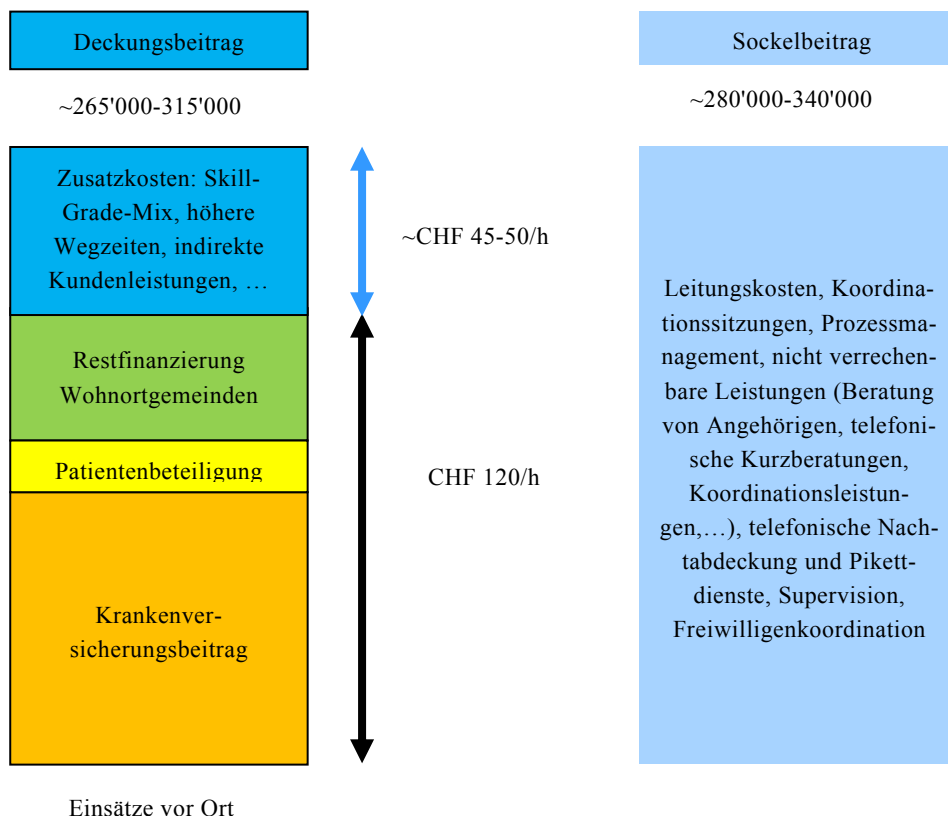 Deckungsbeitrag
~265'000-315'000
Zusatzkosten: Skill-
Grade-Mix, höhere
Wegzeiten, indirekte
Kundenleistungen, …
Restfinanzierung
Wohnortgemeinden
Patientenbeteiligung
Krankenver-
sicherungsbeitrag
Einsätze vor Ort
~CHF 45-50/h
CHF 120/h
Sockelbeitrag
~280'000-340'000
Leitungskosten, Koordina-
tionssitzungen, Prozessma-
nagement, nicht verrechen-
bare Leistungen (Beratung
von Angehörigen, telefoni-
sche Kurzberatungen,
Koordinationsleistun-
gen,…), telefonische Nach-
tabdeckung und Pikett-
dienste, Supervision,
Freiwilligenkoordination